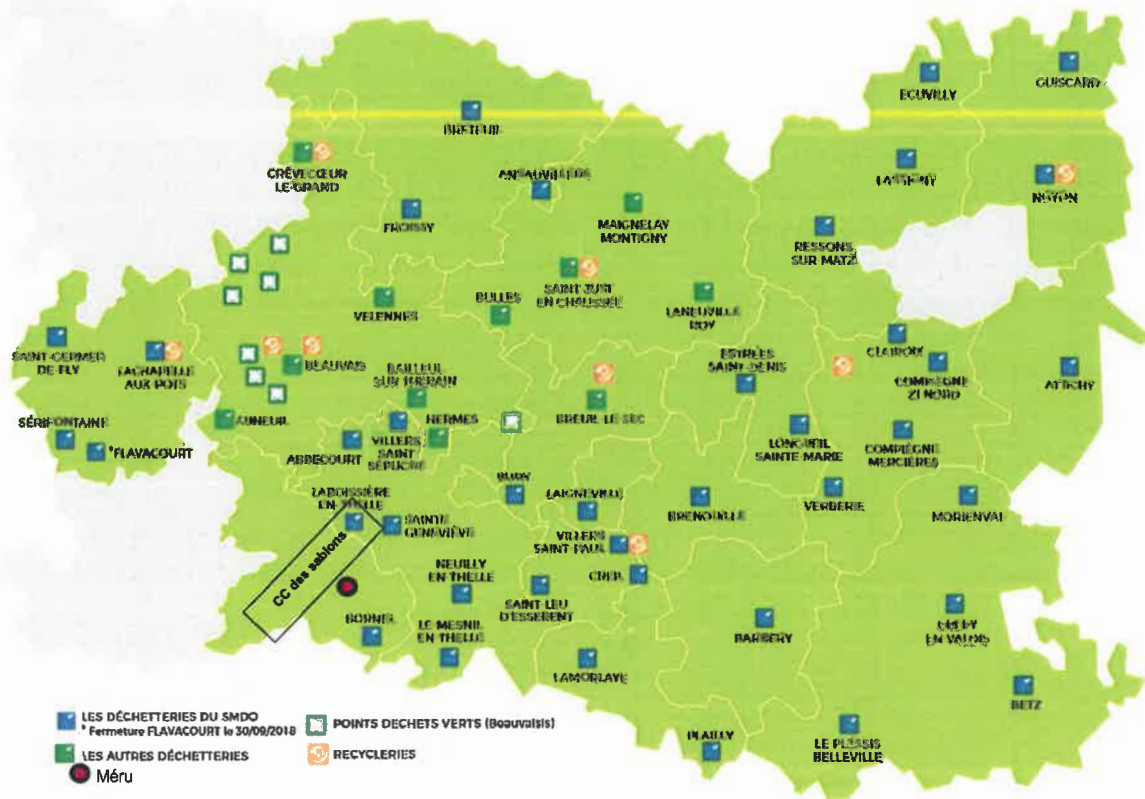 GUISCARD
ECUVILLY
BRETEUIL
CRÈVECŒUR
LE-GRAND
ANSAUVILLERS
LASSIGNY
NOYON
FROISSY
MAIGNELAY
MONTIGNY
RESSONS
SUR MATZ
SAINT JUST
EN CHAUSSÉE
VELENNES
BULLES
LANEUVILLE
ROY
SAINT-GERMER
DE-FLY
LACHAPELLE
AUX POTS
BEAUVAIS
BAILLEUL
SUR THERAIN
ESTRÉES
SAINT-DENIS
CLAIROIX
COMPIÈGNE
ZI NORD
ATTICHY
SÉRIFONTAINE
*FLAVACOURT
AUNEUIL
ABBECOURT
VILLERS
SAINT
SÉPULCRE
HERMES
BREUIL-LE-SEC
LONGUEIL
SAINTE-MARIE
COMPIÈGNE
MERCIÈRES
LABOISSIÈRE
EN-THELLE
SAINTE
GENEVIÈVE
BURY
LAIGNEVILLE
BRENOUILLE
VERBERIE
MORIENVAL
CC des sablons
VILLERS
SAINT-PAUL
NEUILLY
EN-THELLE
CREIL
SAINT-LEU
D'ESSERENT
BORNEL
LE MESNIL
EN-THELLE
BARBERY
CRÉPY
EN-VALOIS
LAMORLAYE
BETZ
PLAILLY
LE PLESSIS
BELLEVILLE
LES DÉCHETTERIES DU SMDO
* Fermeture FLAVACOURT le 30/09/2018
POINTS DECHETS VERTS (Beauvaisis)
LES AUTRES DÉCHETTERIES
RECYCLERIES
Méru